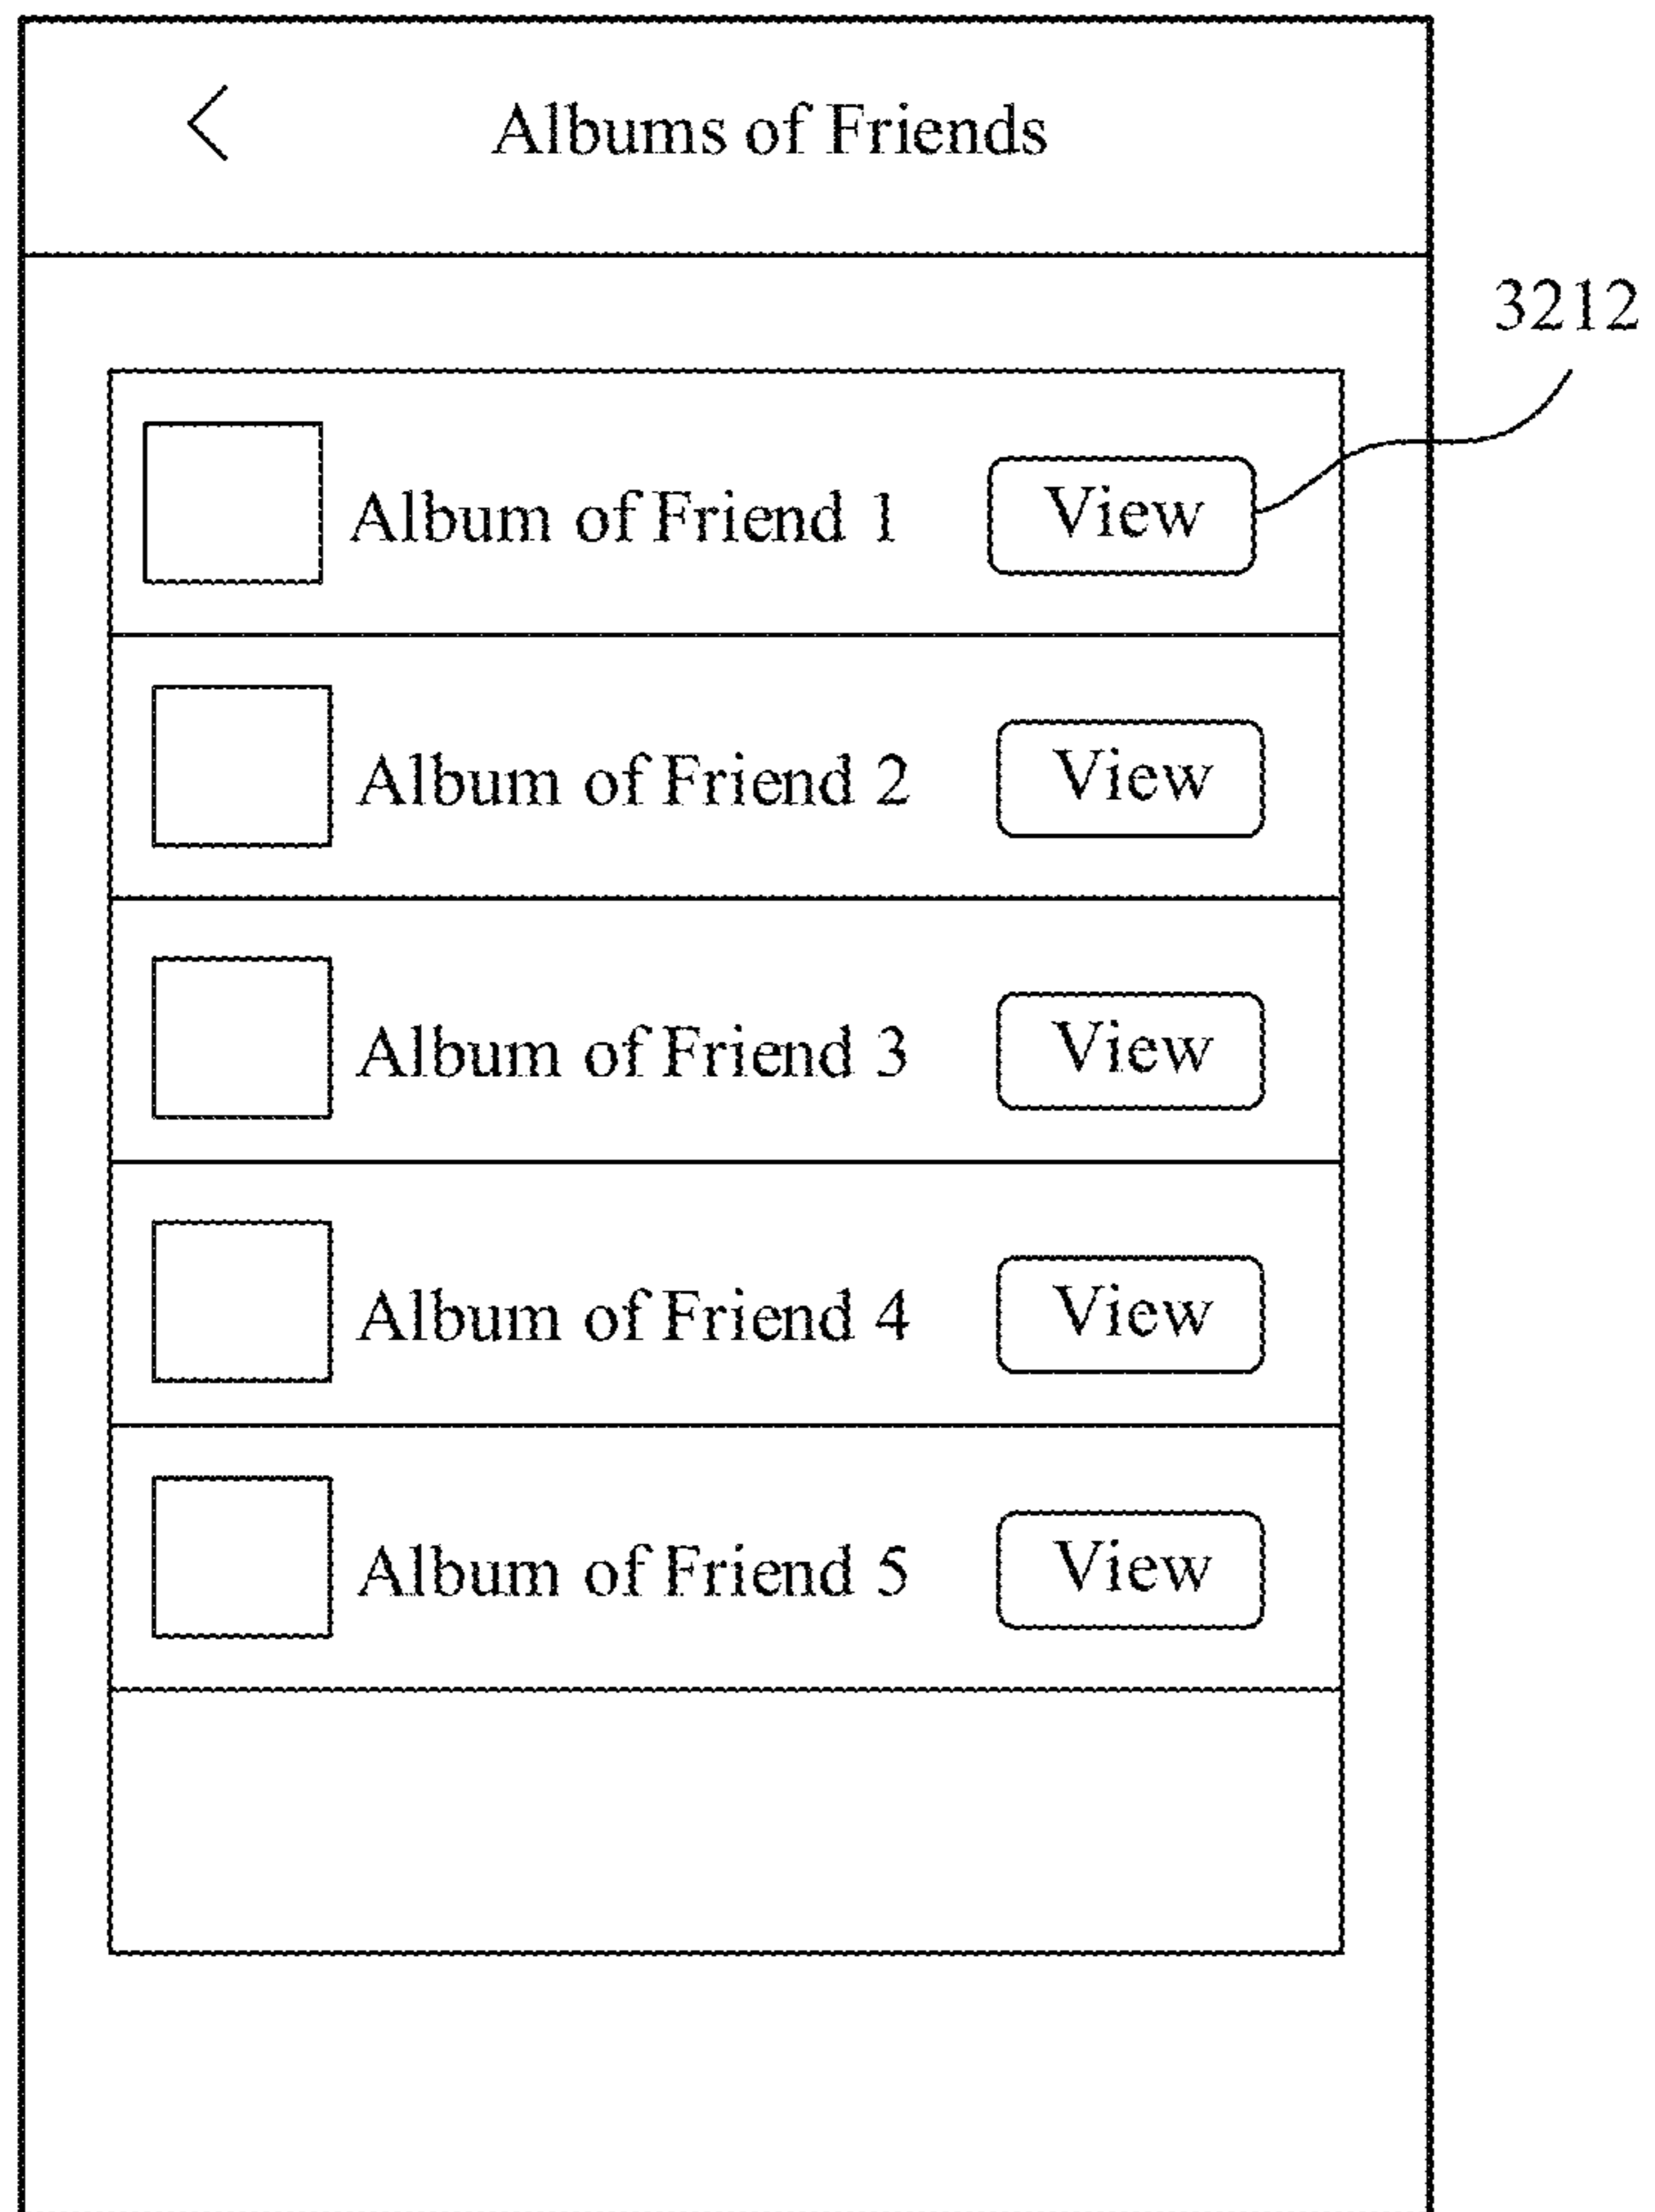 Albums of Friends
3212
Album of Friend 1 View
Album of Friend 2 View
Album of Friend 3 View
Album of Friend 4 View
Album of Friend 5 View